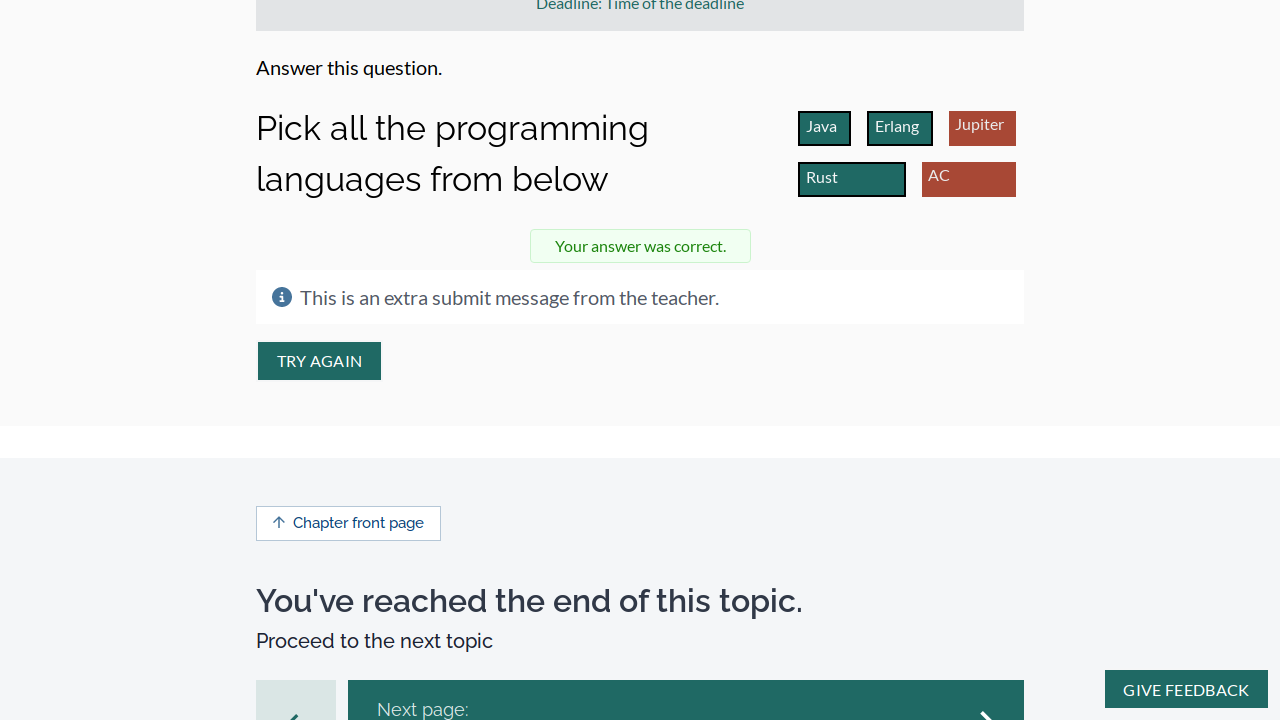 Deadline: Time of the deadline
Answer this question.
Pick all the programming
languages from below
Java
Erlang
Jupiter
Rust
AC
Your answer was correct.
This is an extra submit message from the teacher.
TRY AGAIN
Chapter front page
You've reached the end of this topic.
Proceed to the next topic
Next page:
GIVE FEEDBACK